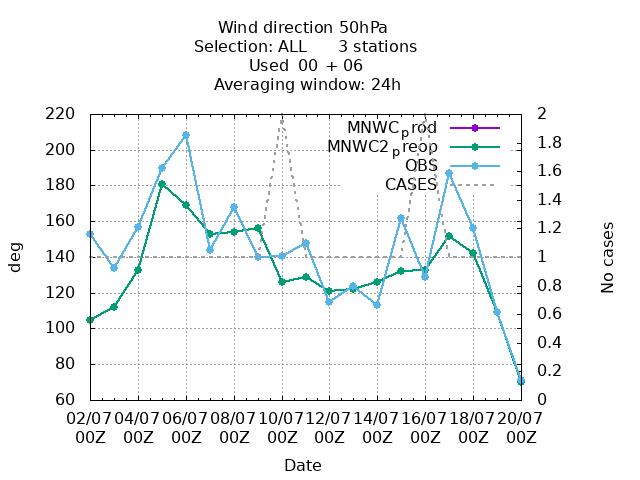 Wind direction 50hPa
Selection: ALL 3 stations
Used 00 + 06
Averaging window: 24h
220 2
MNWCprod
200 1.8
MNWC2preop
OBS 1.6
180 CASES 1.4
160 1.2
140 1
120 0.8
100 0.6
80 0.4
0.2
60 0
deg
No cases
02/07 04/07 06/07 08/07 10/07 12/07 14/07 16/07 18/07 20/07
00Z 00Z 00Z 00Z 00Z 00Z 00Z 00Z 00Z 00Z
Date